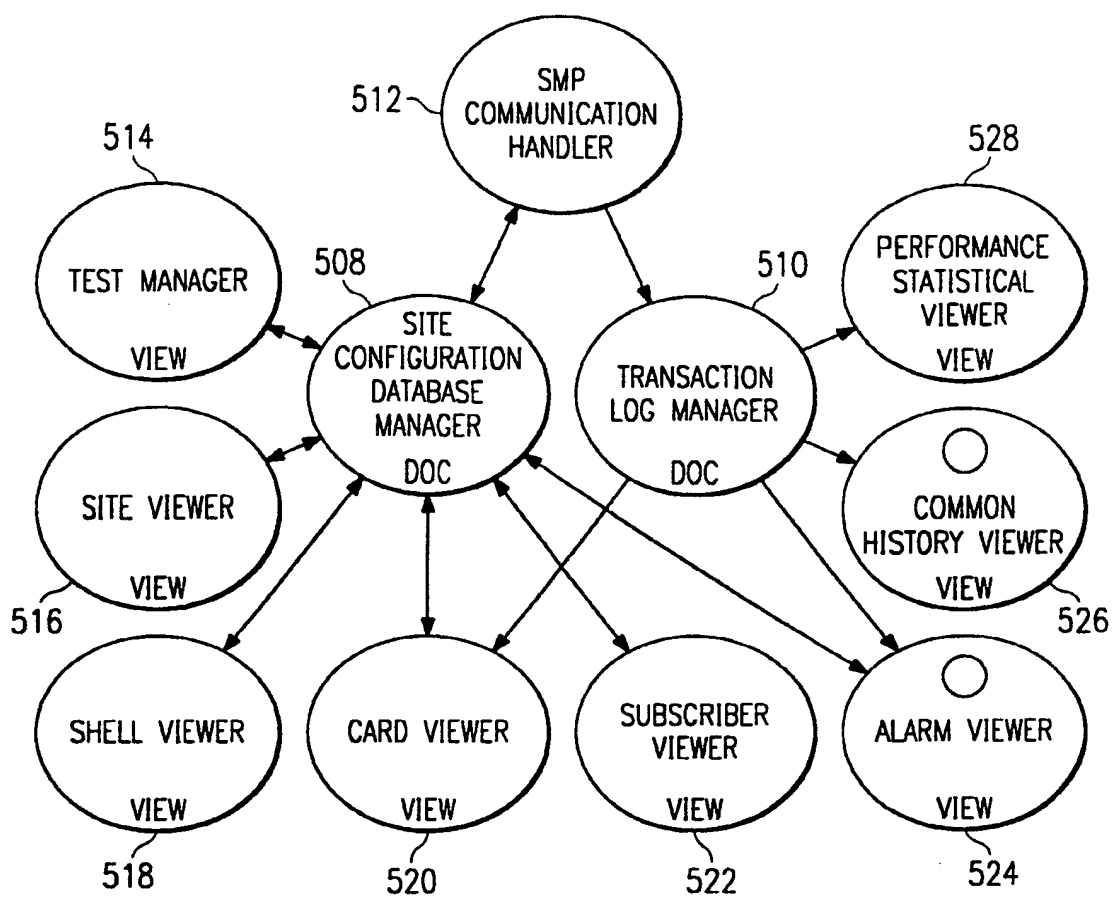 512
SMP
COMMUNICATION
HANDLER
514
TEST MANAGER
VIEW
508
SITE
CONFIGURATION
DATABASE
MANAGER
DOC
510
TRANSACTION
LOG MANAGER
DOC
528
PERFORMANCE
STATISTICAL
VIEWER
VIEW
SITE VIEWER
VIEW
516
COMMON
HISTORY VIEWER
VIEW
526
SHELL VIEWER
VIEW
518
CARD VIEWER
VIEW
520
SUBSCRIBER
VIEWER
VIEW
522
ALARM VIEWER
VIEW
524